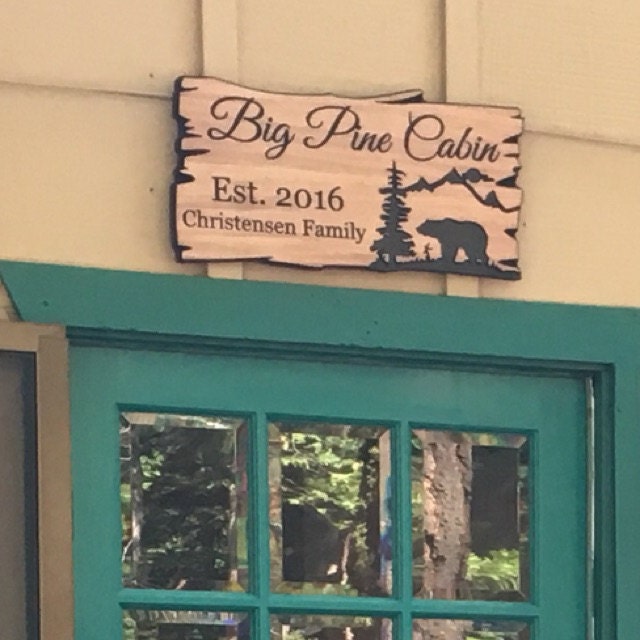 Big Pine Cabin
Est. 2016
Christensen Family